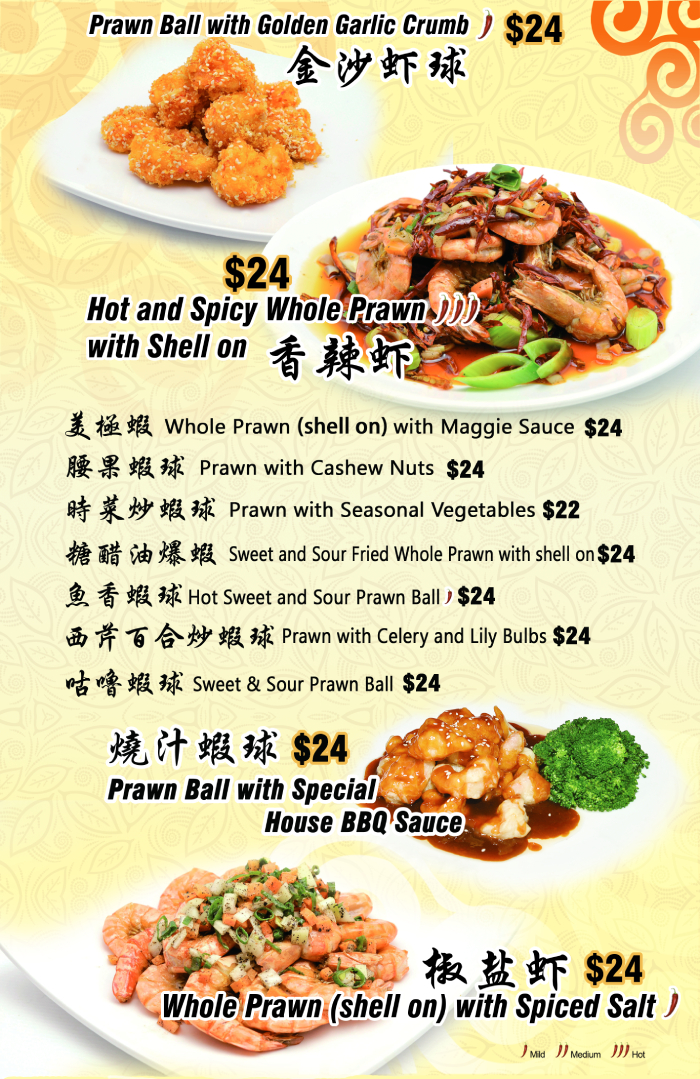 Prawn Ball with Golden Garlic Crumb $24
金沙虾球
$24
Hot and Spicy Whole Prawn
with Shell on 香辣虾
美極蝦 Whole Prawn (shell on) with Maggie Sauce $24
腰果蝦球 Prawn with Cashew Nuts $24
時菜炒蝦球 Prawn with Seasonal Vegetables $22
糖醋油爆蝦 Sweet and Sour Fried Whole Prawn with shell on $24
魚香蝦球 Hot Sweet and Sour Prawn Ball $24
西芹百合炒蝦球 Prawn with Celery and Lily Bulbs $24
咕嚕蝦球 Sweet & Sour Prawn Ball $24
燒汁蝦球 $24
Prawn Ball with Special
House BBQ Sauce
椒盐虾 $24
Whole Prawn (shell on) with Spiced Salt
Mild Medium Hot